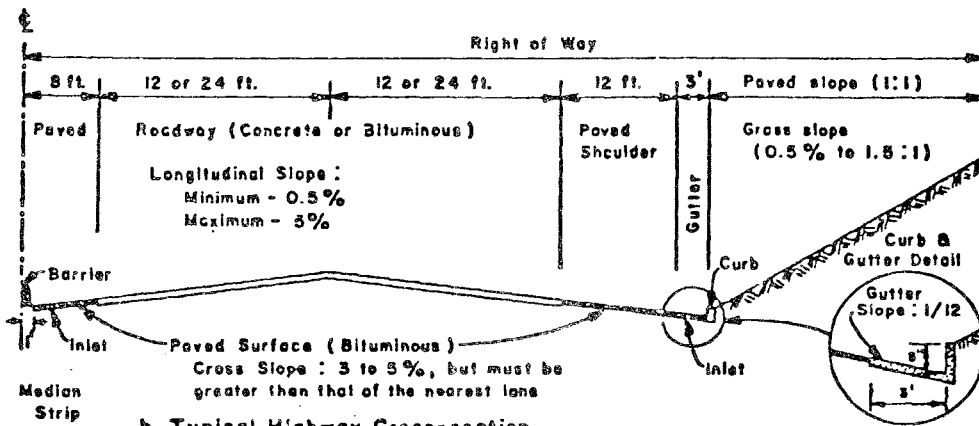 ℄
Right of Way
8 ft.
12 or 24 ft.
12 or 24 ft.
12 ft.
3'
Paved slope (1:1)
Paved
Roadway (Concrete or Bituminous)
Paved
Shoulder
Grass slope
(0.5% to 1.5:1)
Longitudinal Slope :
Minimum - 0.5%
Maximum - 3%
Gutter
Barrier
Curb
Curb &
Gutter Detail
Gutter
Slope : 1/12
Inlet
Paved Surface (Bituminous)
Cross Slope : 3 to 5%, but must be
greater than that of the nearest lane
Inlet
3'
Median
Strip
b. Typical Highway Cross-section